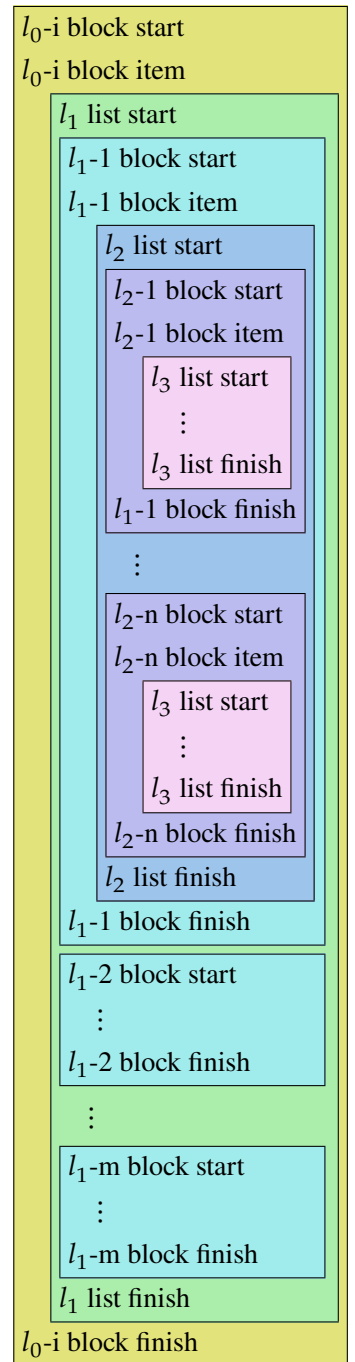 l₀-i block start
l₀-i block item
l₁ list start
l₁-1 block start
l₁-1 block item
l₂ list start
l₂-1 block start
l₂-1 block item
l₃ list start
⋮
l₃ list finish
l₁-1 block finish
⋮
l₂-n block start
l₂-n block item
l₃ list start
⋮
l₃ list finish
l₂-n block finish
l₂ list finish
l₁-1 block finish
l₁-2 block start
⋮
l₁-2 block finish
⋮
l₁-m block start
⋮
l₁-m block finish
l₁ list finish
l₀-i block finish